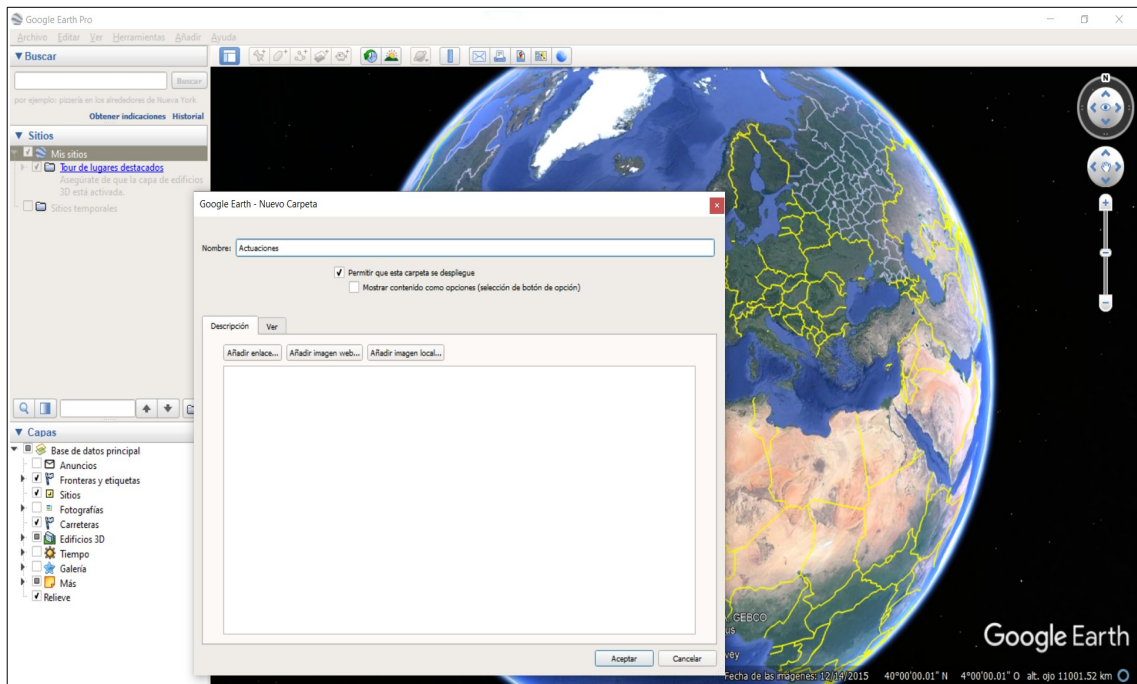 Google Earth Pro
Archivo Editar Ver Herramientas Añadir Ayuda
Buscar
Buscar
por ejemplo: pizzería en los alrededores de Nueva York
Obtener indicaciones Historial
Sitios
Mis sitios
Tour de lugares destacados
Asegúrate de que la capa de edificios
3D está activada.
Sitios temporales
Google Earth - Nuevo Carpeta
Nombre: Actuaciones
Permitir que esta carpeta se despliegue
Mostrar contenido como opciones (selección de botón de opción)
Descripción Ver
Añadir enlace... Añadir imagen web... Añadir imagen local...
Aceptar Cancelar
Capas
Base de datos principal
Anuncios
Fronteras y etiquetas
Sitios
Fotografías
Carreteras
Edificios 3D
Tiempo
Galería
Más
Relieve
N
GEBCO
us
vey
Google Earth
Fecha de las imágenes: 12/14/2015 40°00'00.01" N 4°00'00.01" O alt. ojo 11001.52 km